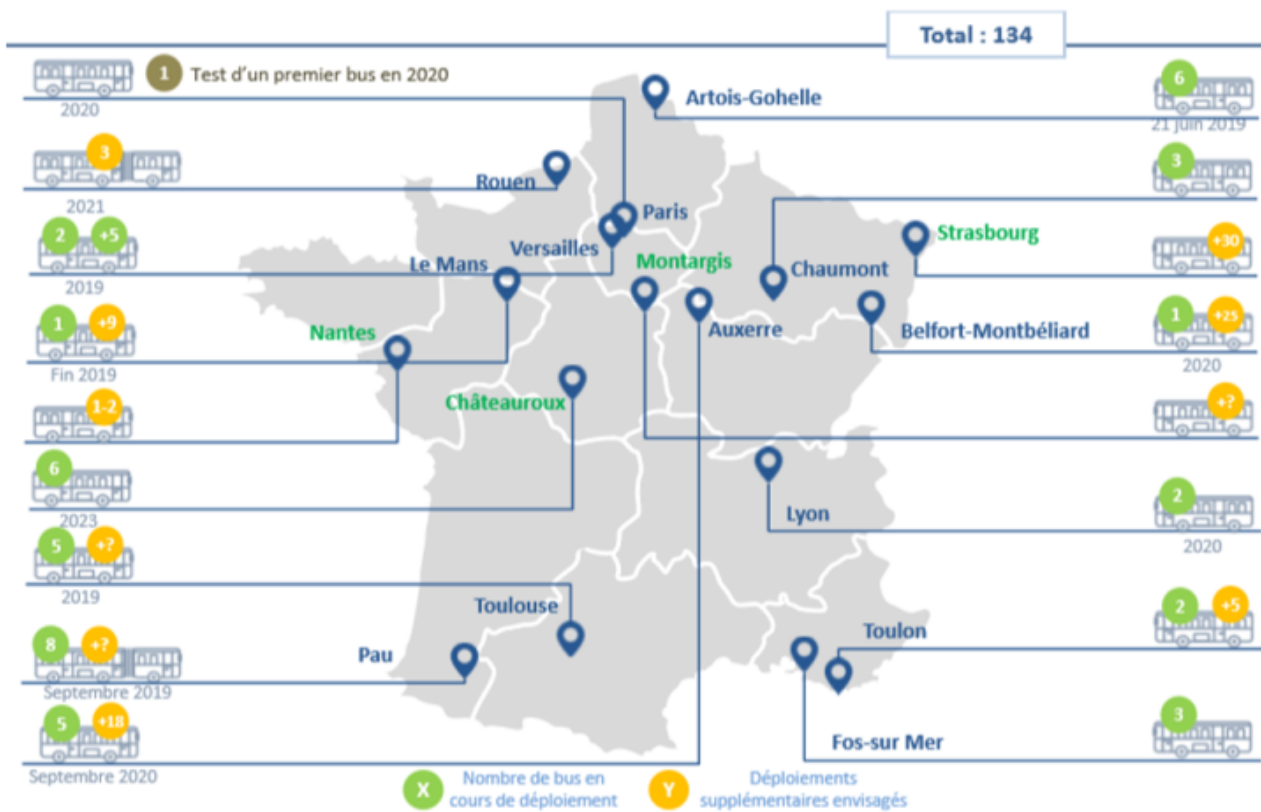 Total : 134
1 Test d'un premier bus en 2020
2020
Artois-Gohelle
6
21 juin 2019
3
2021
Rouen
3
Paris
2 +5
2019
Versailles
Strasbourg
+30
Le Mans
Montargis
Chaumont
1 +9
Fin 2019
Nantes
Auxerre
Belfort-Montbéliard
1 +25
2020
1-2
Châteauroux
+?
6
2023
Lyon
2
2020
5 +?
2019
Toulouse
Toulon
2 +5
8 +?
Septembre 2019
Pau
5 +18
Septembre 2020
Fos-sur Mer
3
X Nombre de bus en
cours de déploiement
Y Déploiements
supplémentaires envisagés